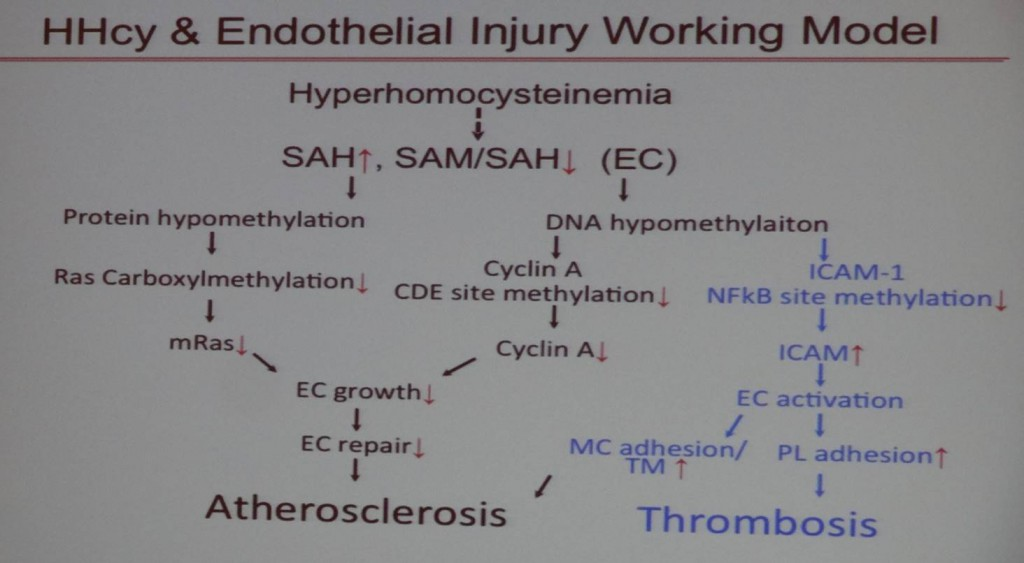 HHcy & Endothelial Injury Working Model
Hyperhomocysteinemia
SAH↑, SAM/SAH↓ (EC)
Protein hypomethylation
DNA hypomethylaiton
Ras Carboxylmethylation↓
Cyclin A
CDE site methylation↓
ICAM-1
NFkB site methylation↓
mRas↓
Cyclin A↓
ICAM↑
EC growth↓
EC activation
EC repair↓
MC adhesion/
TM ↑
PL adhesion↑
Atherosclerosis
Thrombosis